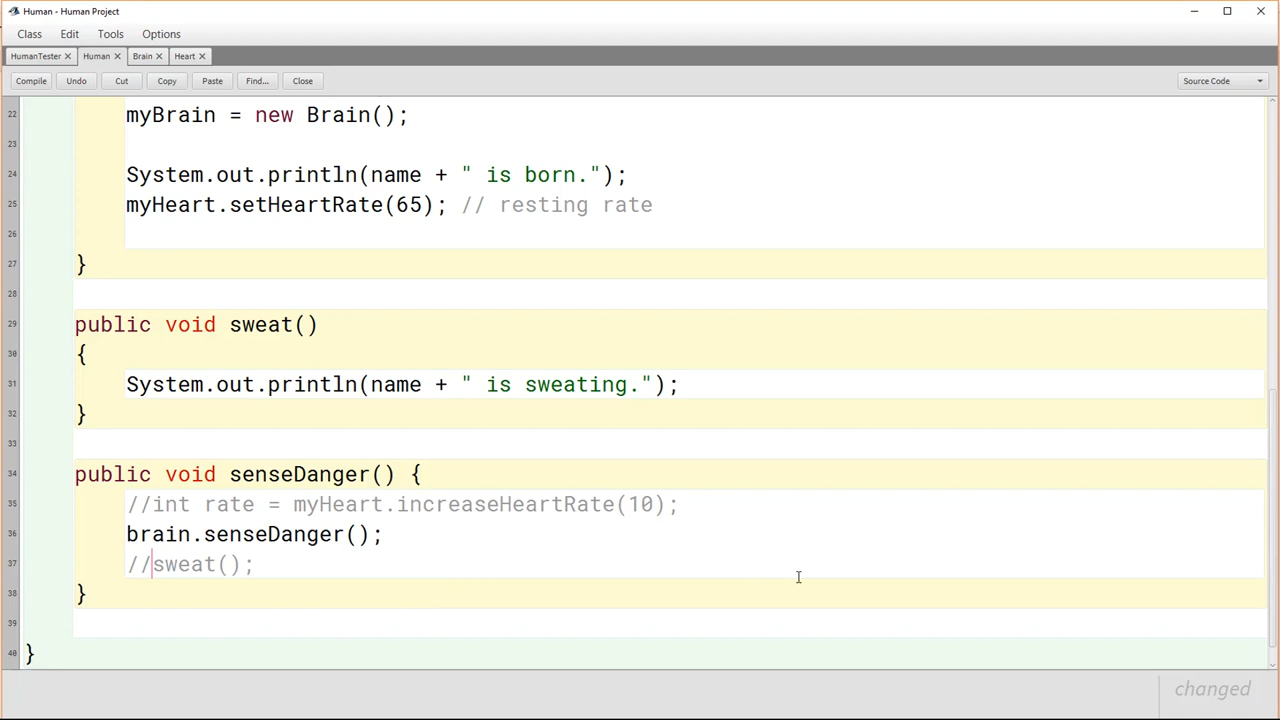 Human - Human Project
Class Edit Tools Options
HumanTester Human Brain Heart
Compile Undo Cut Copy Paste Find... Close Source Code
22 myBrain = new Brain();
23
24 System.out.println(name + " is born.");
25 myHeart.setHeartRate(65); // resting rate
26
27 }
28
29 public void sweat()
30 {
31 System.out.println(name + " is sweating.");
32 }
33
34 public void senseDanger() {
35 //int rate = myHeart.increaseHeartRate(10);
36 brain.senseDanger();
37 //sweat();
38 }
39
40 }
changed